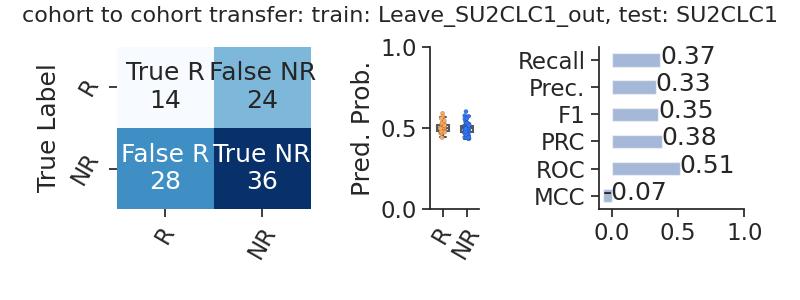 cohort to cohort transfer: train: Leave_SU2CLC1_out, test: SU2CLC1
True Label
R
NR
True R
14
False NR
24
False R
28
True NR
36
R
NR
Pred. Prob.
1.0
0.5
0.0
R
NR
Recall 0.37
Prec. 0.33
F1 0.35
PRC 0.38
ROC 0.51
MCC -0.07
0.0 0.5 1.0